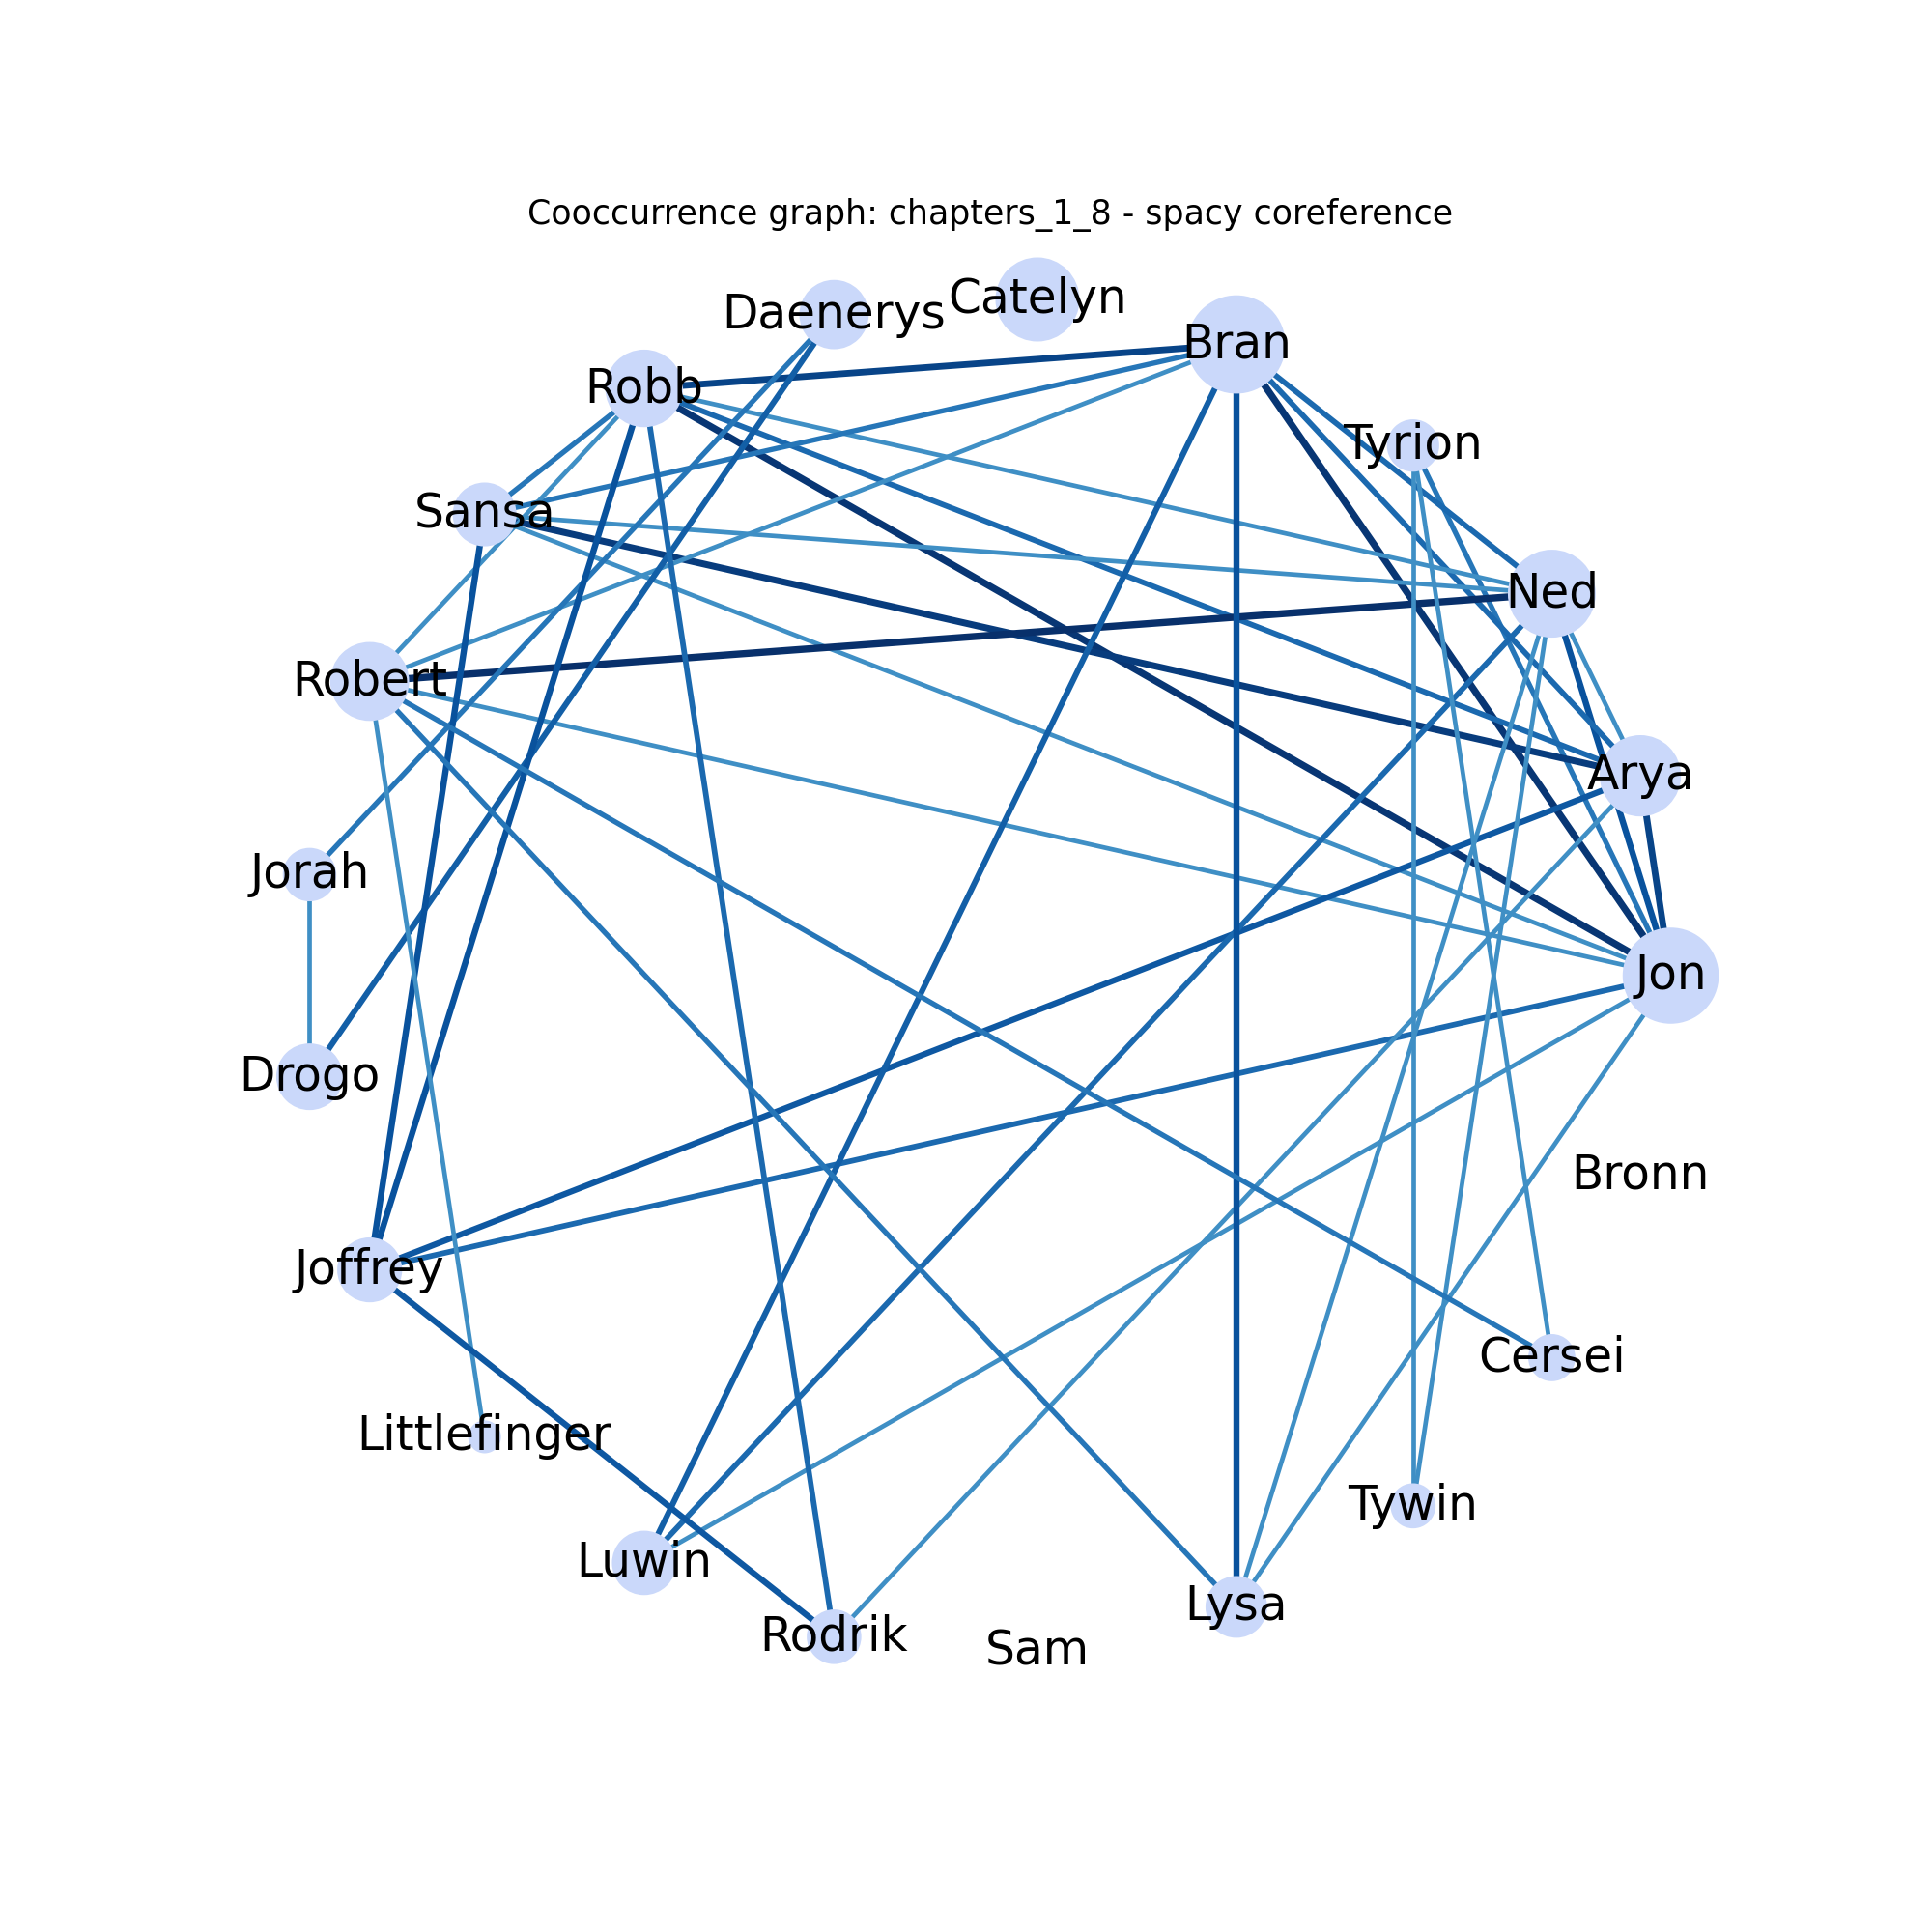 Cooccurrence graph: chapters_1_8 - spacy coreference
Catelyn
Daenerys
Bran
Robb
Tyrion
Sansa
Ned
Robert
Arya
Jorah
Jon
Drogo
Bronn
Joffrey
Cersei
Littlefinger
Tywin
Luwin
Lysa
Rodrik
Sam